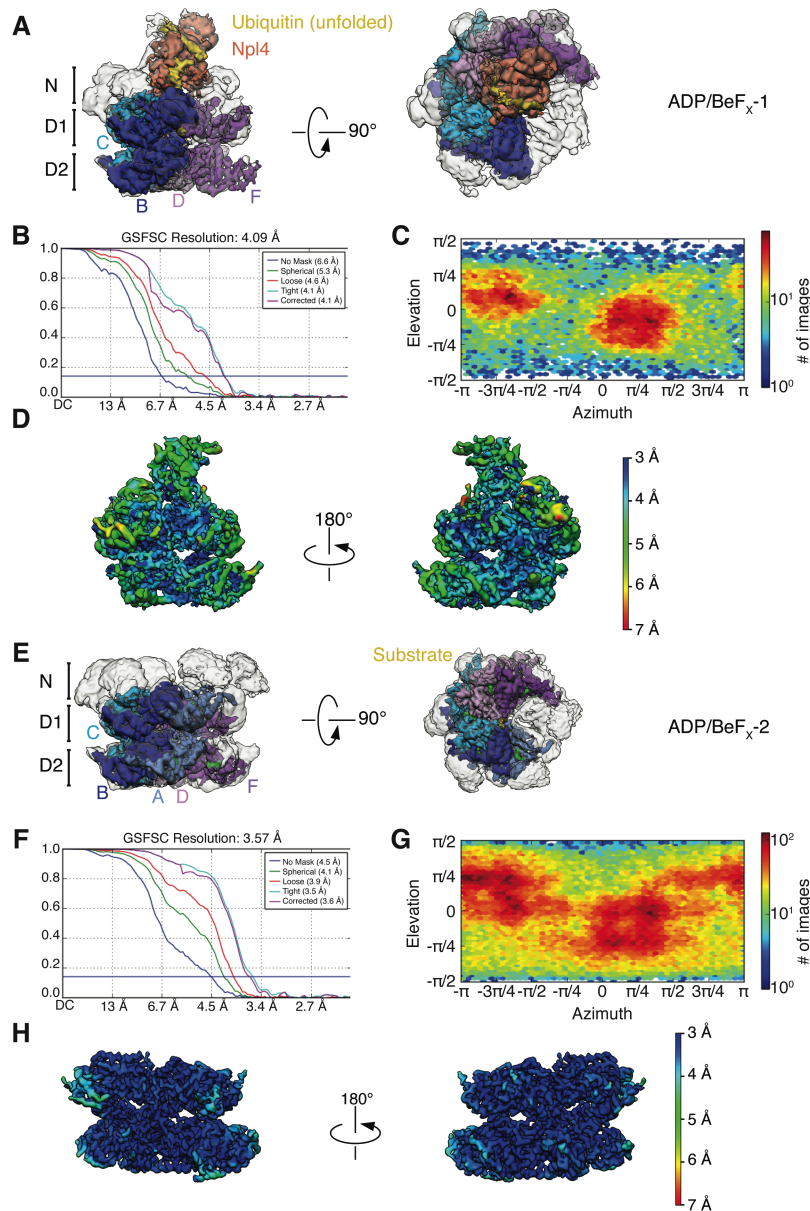 A
Ubiquitin (unfolded)
Npl4
N
D1
D2
C
B
D
F
90°
ADP/BeFX-1
B
GSFSC Resolution: 4.09 Å
1.0
0.8
0.6
0.4
0.2
0.0
DC
13 Å
6.7 Å
4.5 Å
3.4 Å
2.7 Å
No Mask (6.6 Å)
Spherical (5.3 Å)
Loose (4.6 Å)
Tight (4.1 Å)
Corrected (4.1 Å)
C
Elevation
π/2
π/4
0
-π/4
-π/2
-π
-3π/4
-π/2
-π/4
0
π/4
π/2
3π/4
π
Azimuth
10¹
10⁰
# of images
D
180°
3 Å
4 Å
5 Å
6 Å
7 Å
E
Substrate
N
D1
D2
C
B
A
D
F
90°
ADP/BeFX-2
F
GSFSC Resolution: 3.57 Å
1.0
0.8
0.6
0.4
0.2
0.0
DC
13 Å
6.7 Å
4.5 Å
3.4 Å
2.7 Å
No Mask (4.5 Å)
Spherical (4.1 Å)
Loose (3.9 Å)
Tight (3.5 Å)
Corrected (3.6 Å)
G
Elevation
π/2
π/4
0
-π/4
-π/2
-π
-3π/4
-π/2
-π/4
0
π/4
π/2
3π/4
π
Azimuth
10²
10¹
10⁰
# of images
H
180°
3 Å
4 Å
5 Å
6 Å
7 Å